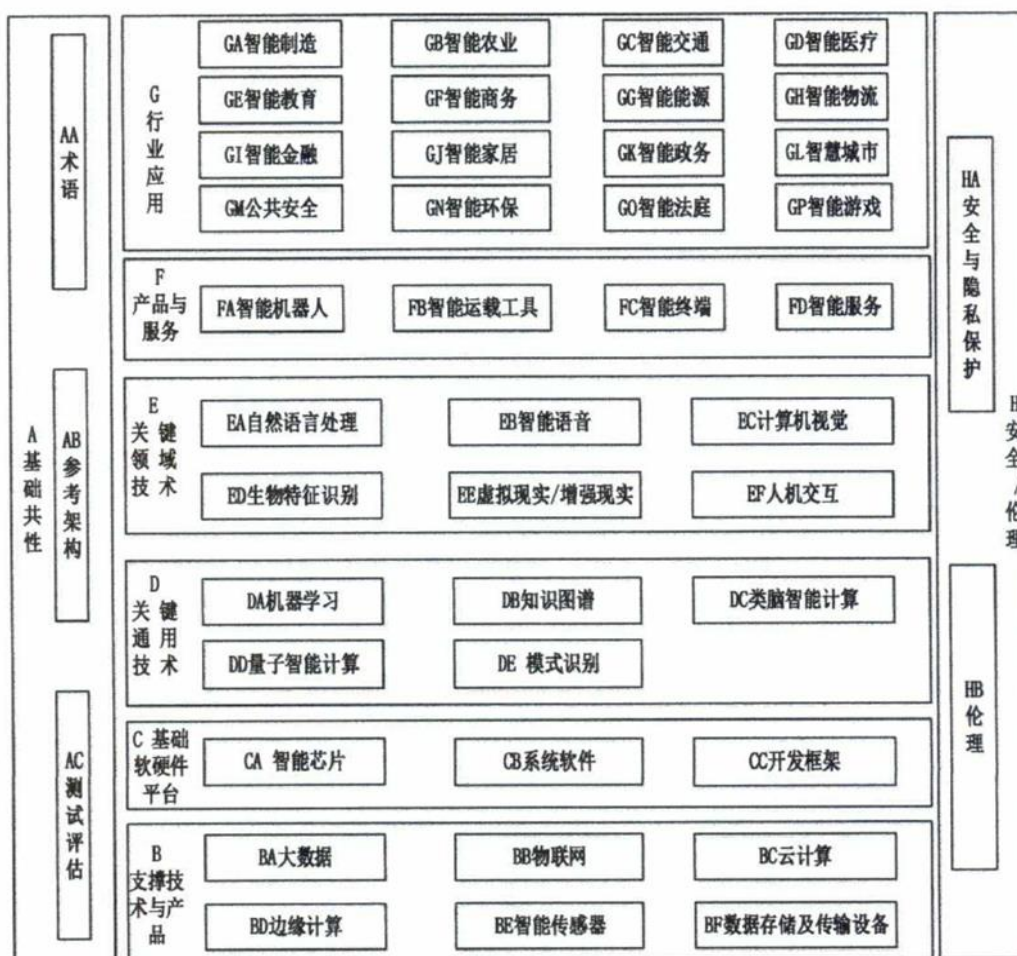 A基础共性
AA术语
AB参考架构
AC测试评估
G
行业应用
GA智能制造
GB智能农业
GC智能交通
GD智能医疗
GE智能教育
GF智能商务
GG智能能源
GH智能物流
GI智能金融
GJ智能家居
GK智能政务
GL智慧城市
GM公共安全
GN智能环保
GO智能法庭
GP智能游戏
F
产品与
服务
FA智能机器人
FB智能运载工具
FC智能终端
FD智能服务
E
关 键
领 域
技 术
EA自然语言处理
EB智能语音
EC计算机视觉
ED生物特征识别
EE虚拟现实/增强现实
EF人机交互
D
关 键
通 用
技 术
DA机器学习
DB知识图谱
DC类脑智能计算
DD量子智能计算
DE 模式识别
C 基础
软硬件
平台
CA 智能芯片
CB系统软件
CC开发框架
B
支撑技
术与产
品
BA大数据
BB物联网
BC云计算
BD边缘计算
BE智能传感器
BF数据存储及传输设备
HA安全与隐私保护
HB伦理
H安全/伦理